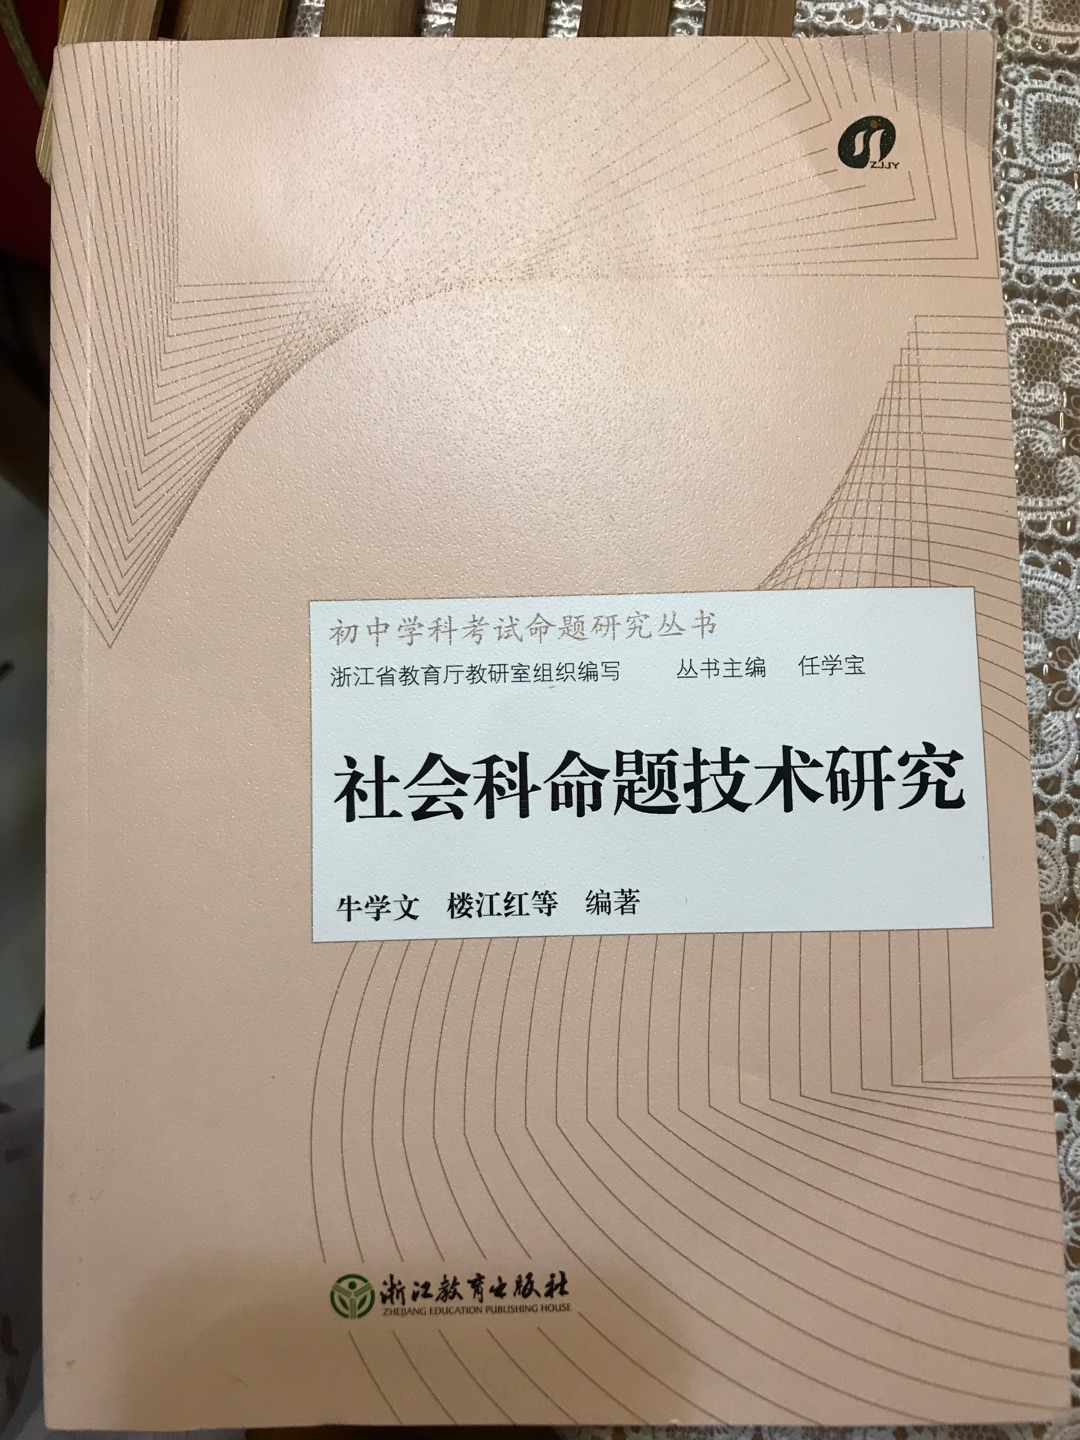 ZJJY
初中学科考试命题研究丛书
浙江省教育厅教研室组织编写 丛书主编 任学宝
社会科命题技术研究
牛学文 楼江红等 编著
浙江教育出版社
ZHEJIANG EDUCATION PUBLISHING HOUSE